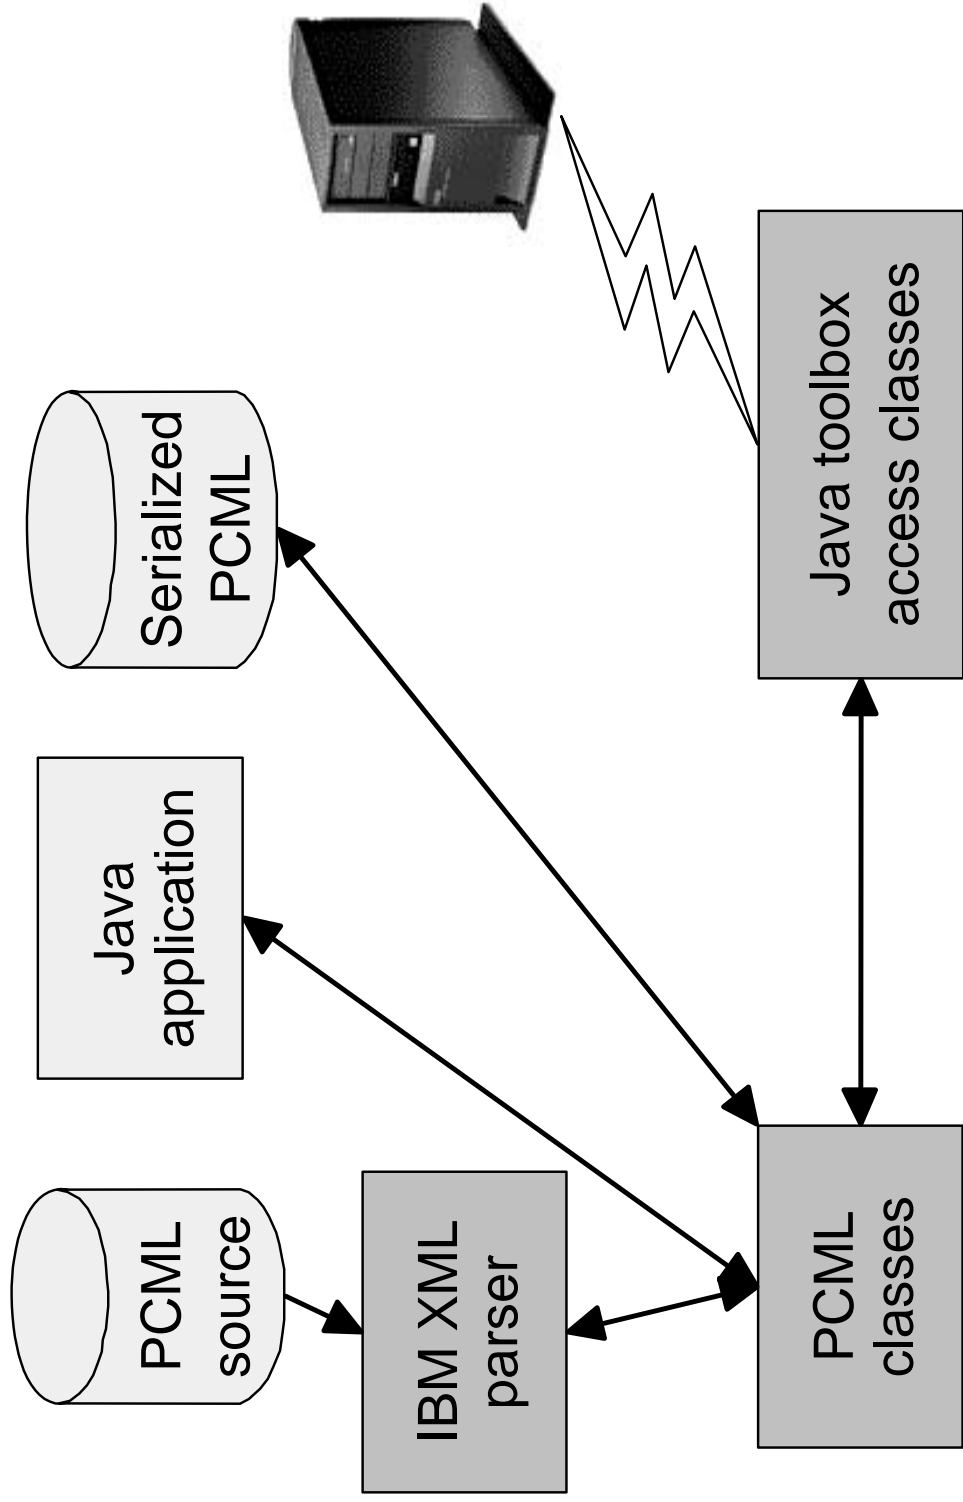 PCML
source
Java
application
Serialized
PCML
IBM XML
parser
PCML
classes
Java toolbox
access classes